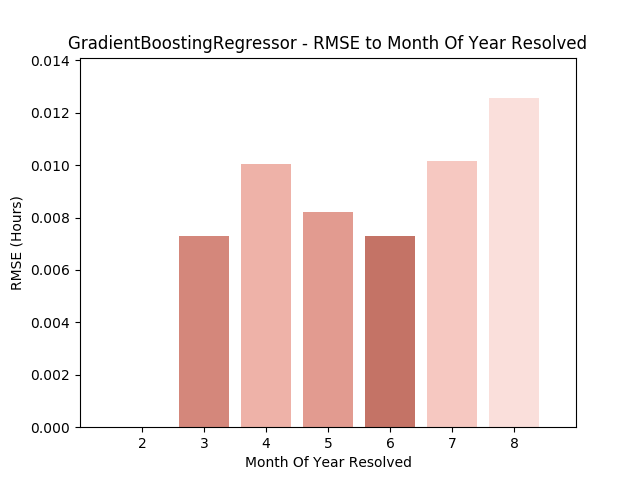 GradientBoostingRegressor - RMSE to Month Of Year Resolved
0.014
0.012
0.010
0.008
0.006
0.004
0.002
0.000
RMSE (Hours)
2 3 4 5 6 7 8
Month Of Year Resolved